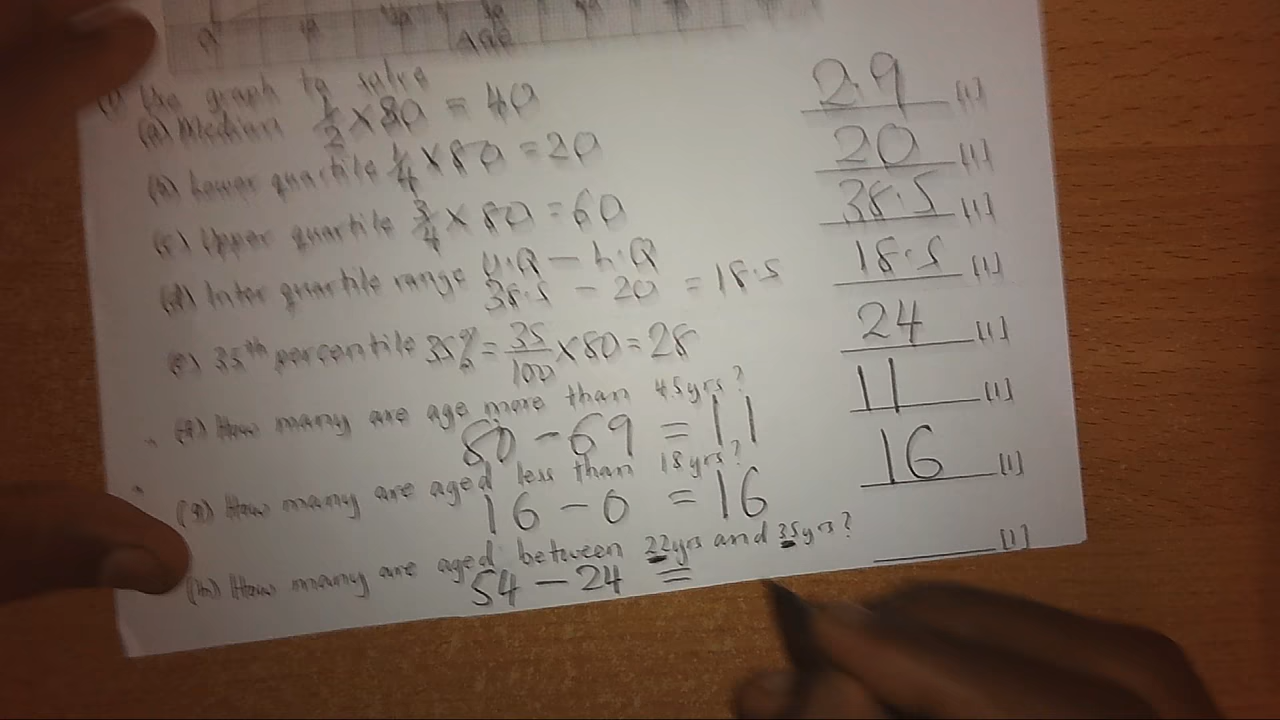 AGE
(i) Use graph to solve
(a) Median 1/2 × 80 = 40 29 [1]
(b) Lower quartile 1/4 × 80 = 20 20 [1]
(c) Upper quartile 3/4 × 80 = 60 38.5 [1]
(d) Inter quartile range U.Q – L.Q
38.5 – 20 = 18.5 18.5 [1]
(e) 35th percentile 35% = 35/100 × 80 = 28 24 [1]
How many are age more than 45yrs? 11 [1]
80 – 69 = 11
(g) How many are aged less than 18yrs? 16 [1]
16 – 0 = 16
(h) How many are aged between 22yrs and 35yrs? [1]
54 – 24 =